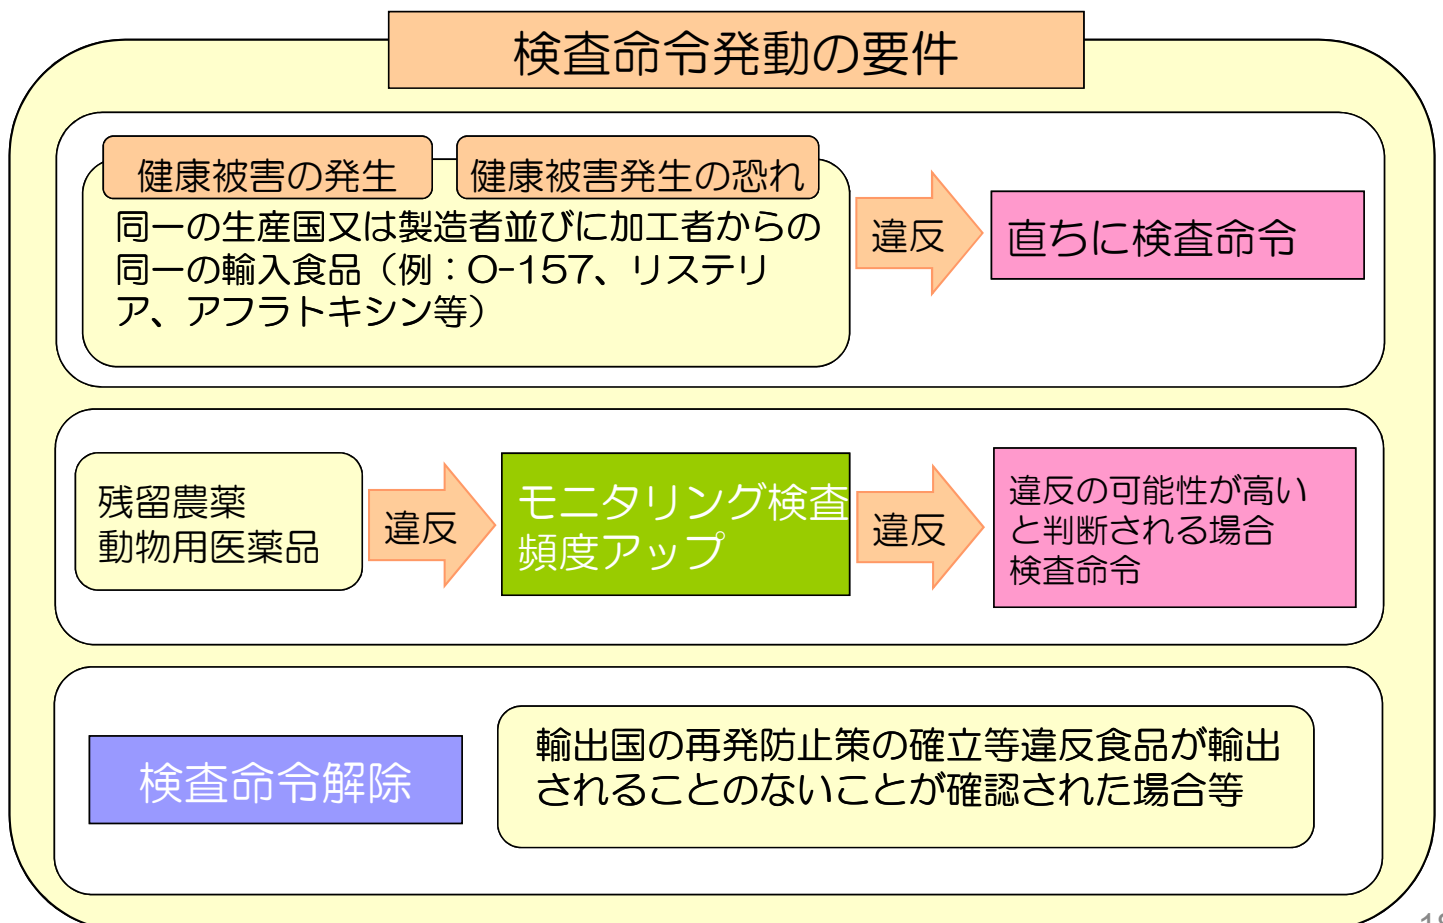 検査命令発動の要件
健康被害の発生
健康被害発生の恐れ
同一の生産国又は製造者並びに加工者からの
同一の輸入食品（例：O-157、リステリ
ア、アフラトキシン等）
違反
直ちに検査命令
残留農薬
動物用医薬品
違反
モニタリング検査
頻度アップ
違反
違反の可能性が高い
と判断される場合
検査命令
検査命令解除
輸出国の再発防止策の確立等違反食品が輸出
されることのないことが確認された場合等